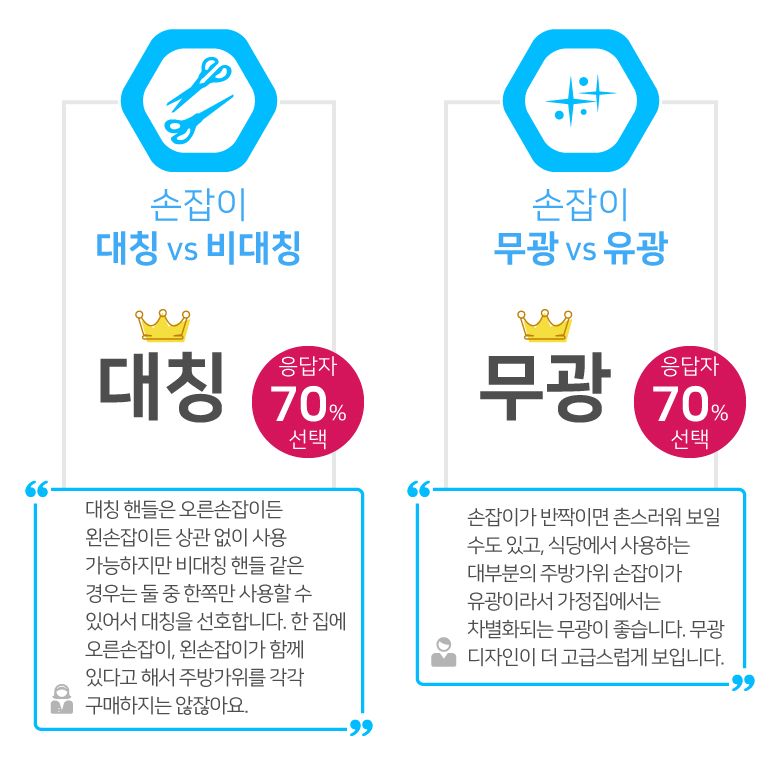 손잡이
대칭 vs 비대칭
대칭
응답자
70%
선택
“
대칭 핸들은 오른손잡이든
왼손잡이든 상관 없이 사용
가능하지만 비대칭 핸들 같은
경우는 둘 중 한쪽만 사용할 수
있어서 대칭을 선호합니다. 한 집에
오른손잡이, 왼손잡이가 함께
있다고 해서 주방가위를 각각
구매하지는 않잖아요.
”
손잡이
무광 vs 유광
무광
응답자
70%
선택
“
손잡이가 반짝이면 촌스러워 보일
수도 있고, 식당에서 사용하는
대부분의 주방가위 손잡이가
유광이라서 가정집에서는
차별화되는 무광이 좋습니다. 무광
디자인이 더 고급스럽게 보입니다.
”